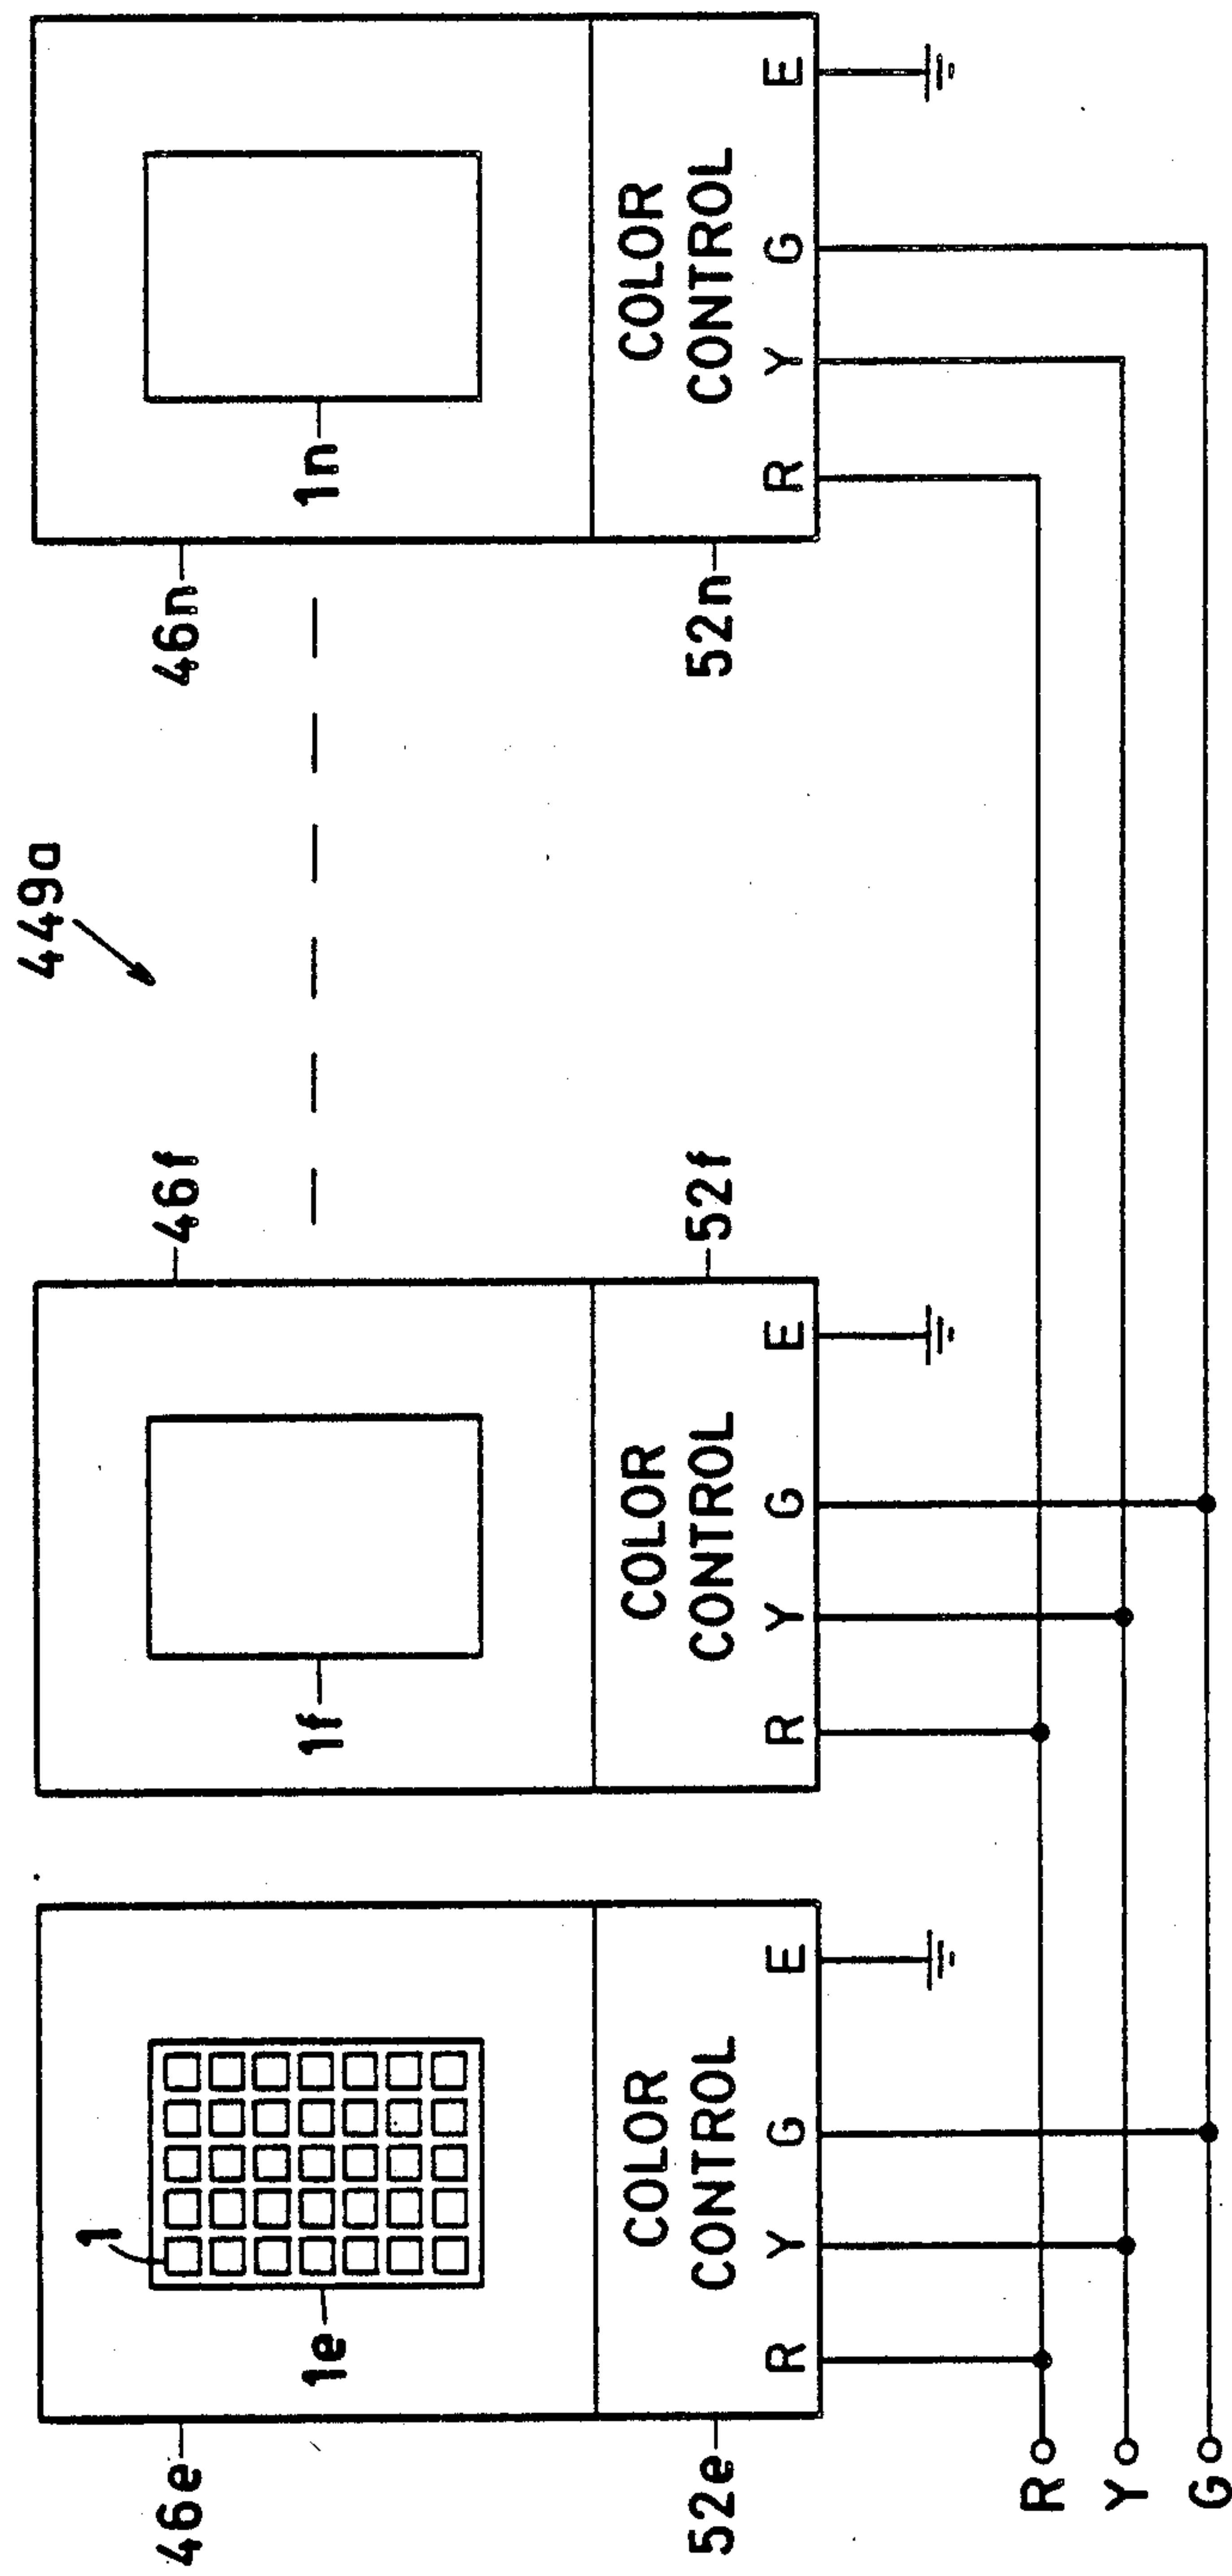 449a
46e
1
1e
52e
COLOR
CONTROL
R Y G E
46f
1f
52f
COLOR
CONTROL
R Y G E
46n
1n
52n
COLOR
CONTROL
R Y G E
R
Y
G